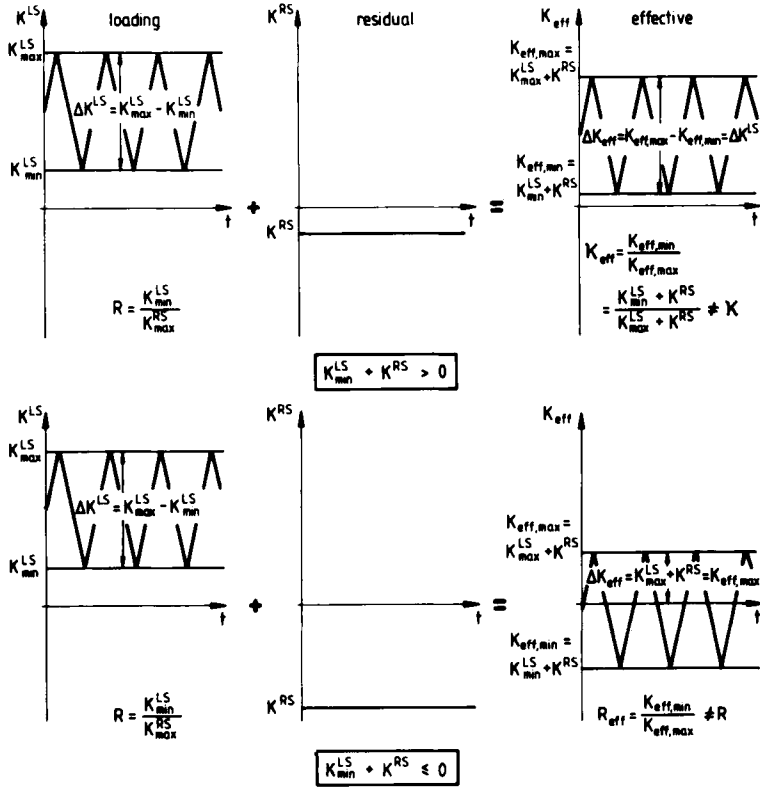 K^LS loading
K^LS_max
ΔK^LS = K^LS_max - K^LS_min
K^LS_min
t
R = K^LS_min / K^RS_max
+
K^RS residual
t
K^RS
=
K_eff effective
K_eff,max =
K^LS_max + K^RS
ΔK_eff = K_eff,max - K_eff,min = ΔK^LS
K_eff,min =
K^LS_min + K^RS
t
K_eff = K_eff,min / K_eff,max
= K^LS_min + K^RS / K^LS_max + K^RS ≠ K
K^LS_min + K^RS > 0
K^LS
K^LS_max
ΔK^LS = K^LS_max - K^LS_min
K^LS_min
t
R = K^LS_min / K^RS_max
+
K^RS
t
K^RS
=
K_eff
K_eff,max =
K^LS_max + K^RS
ΔK_eff = K^LS_max + K^RS = K_eff,max
t
K_eff,min =
K^LS_min + K^RS
R_eff = K_eff,min / K_eff,max ≠ R
K^LS_min + K^RS ≤ 0